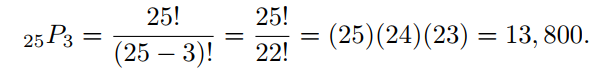 ₂₅P₃ = 25!/(25 − 3)! = 25!/22! = (25)(24)(23) = 13, 800.